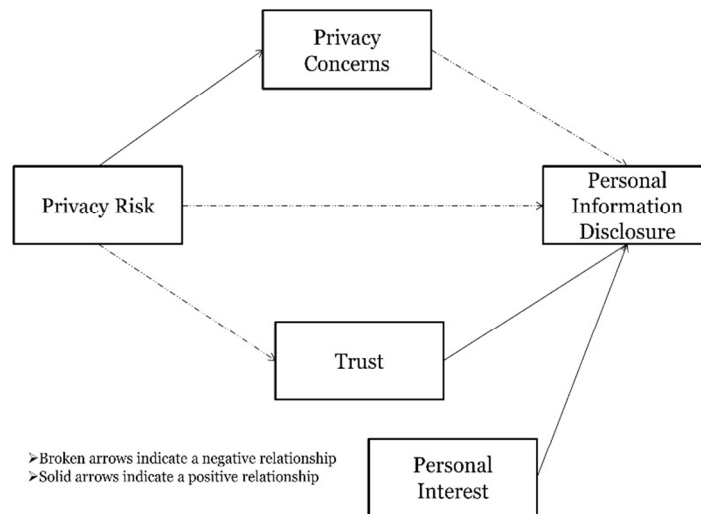 Privacy
Concerns
Privacy Risk
Personal
Information
Disclosure
Trust
➢Broken arrows indicate a negative relationship
➢Solid arrows indicate a positive relationship
Personal
Interest